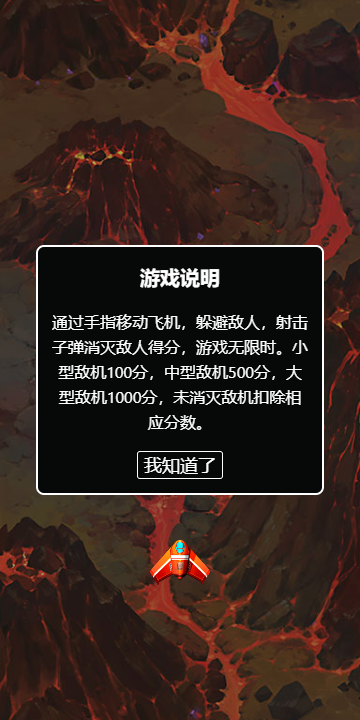 游戏说明
通过手指移动飞机，躲避敌人，射击
子弹消灭敌人得分，游戏无限时。小
型敌机100分，中型敌机500分，大
型敌机1000分，未消灭敌机扣除相
应分数。
我知道了